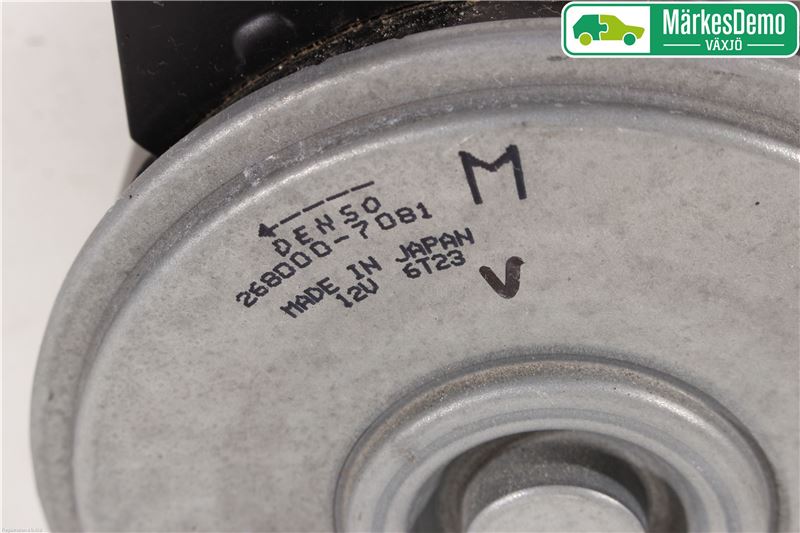 MärkesDemo
VÄXJÖ
M
DENSO
268000-7081
MADE IN JAPAN
12V 6T23
V